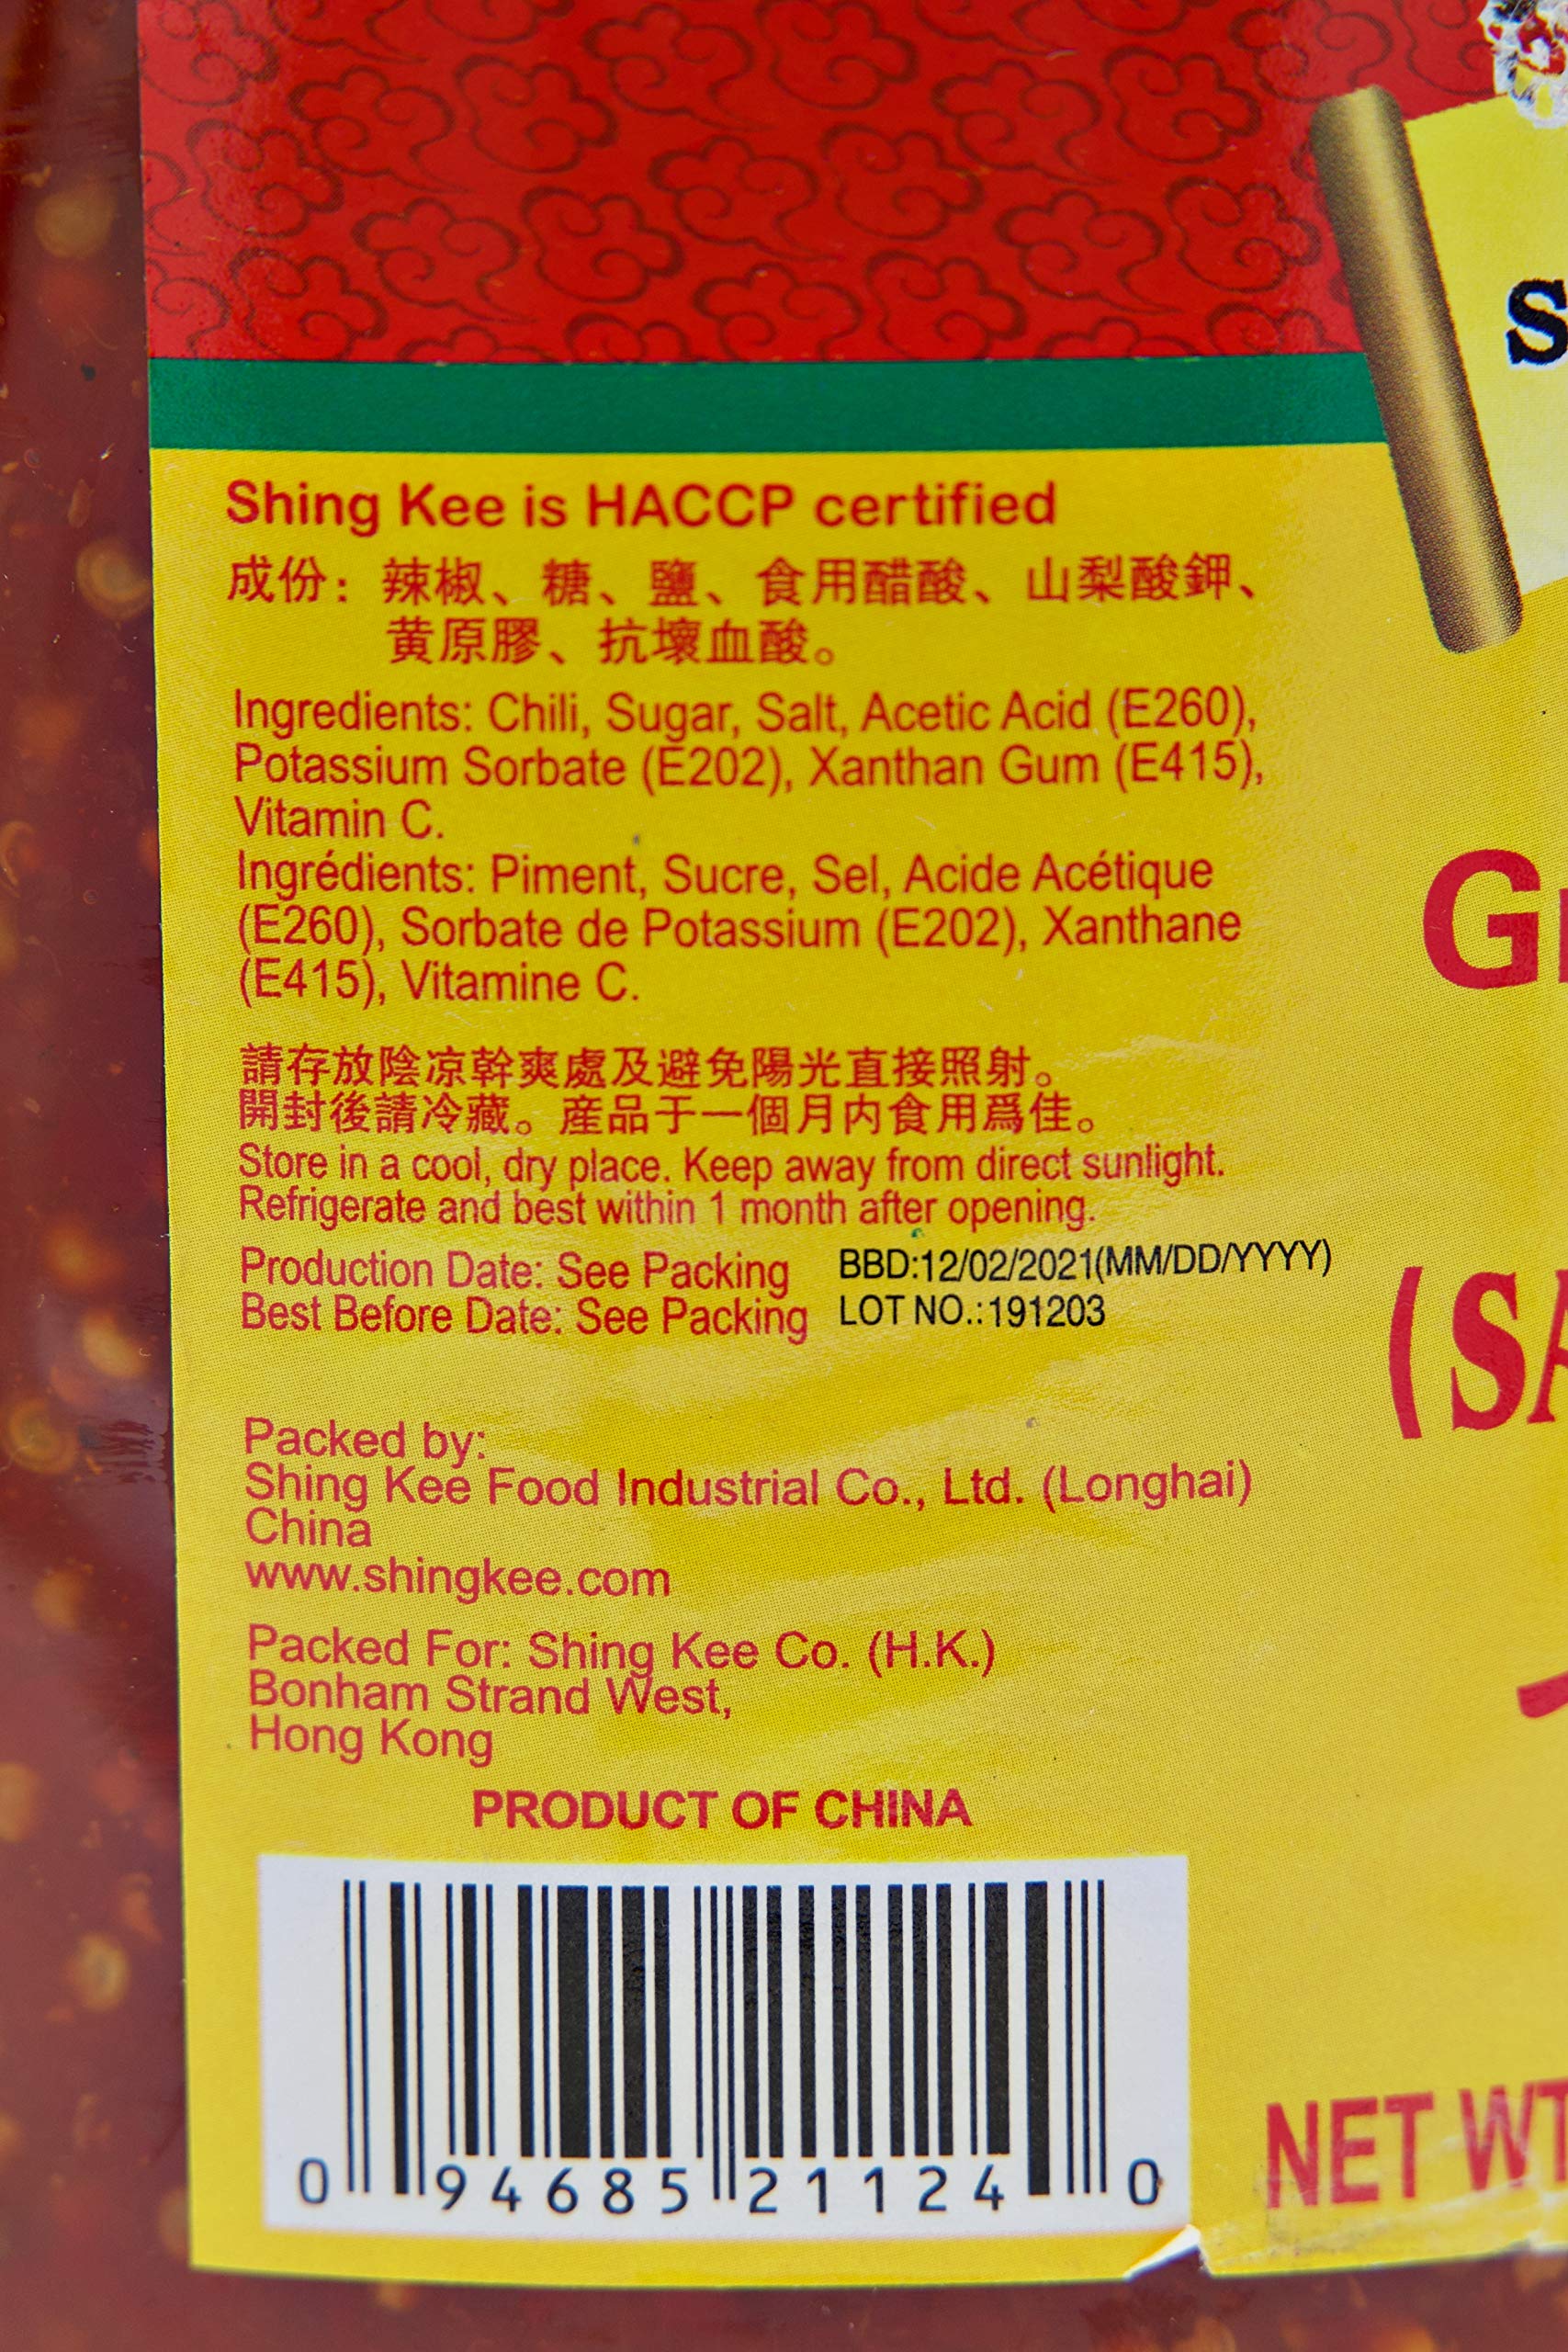 Shing Kee is HACCP certified
成份：辣椒、糖、鹽、食用醋酸、山梨酸鉀、
黄原膠、抗壞血酸。
Ingredients: Chili, Sugar, Salt, Acetic Acid (E260),
Potassium Sorbate (E202), Xanthan Gum (E415),
Vitamin C.
Ingrédients: Piment, Sucre, Sel, Acide Acétique
(E260), Sorbate de Potassium (E202), Xanthane
(E415), Vitamine C.
請存放陰凉幹爽處及避免陽光直接照射。
開封後請冷藏。産品于一個月内食用爲佳。
Store in a cool, dry place. Keep away from direct sunlight.
Refrigerate and best within 1 month after opening.
Production Date: See Packing BBD:12/02/2021(MM/DD/YYYY)
Best Before Date: See Packing LOT NO.:191203
Packed by:
Shing Kee Food Industrial Co., Ltd. (Longhai)
China
www.shingkee.com
Packed For: Shing Kee Co. (H.K.)
Bonham Strand West,
Hong Kong
PRODUCT OF CHINA
0 94685 21124 0
NET WT